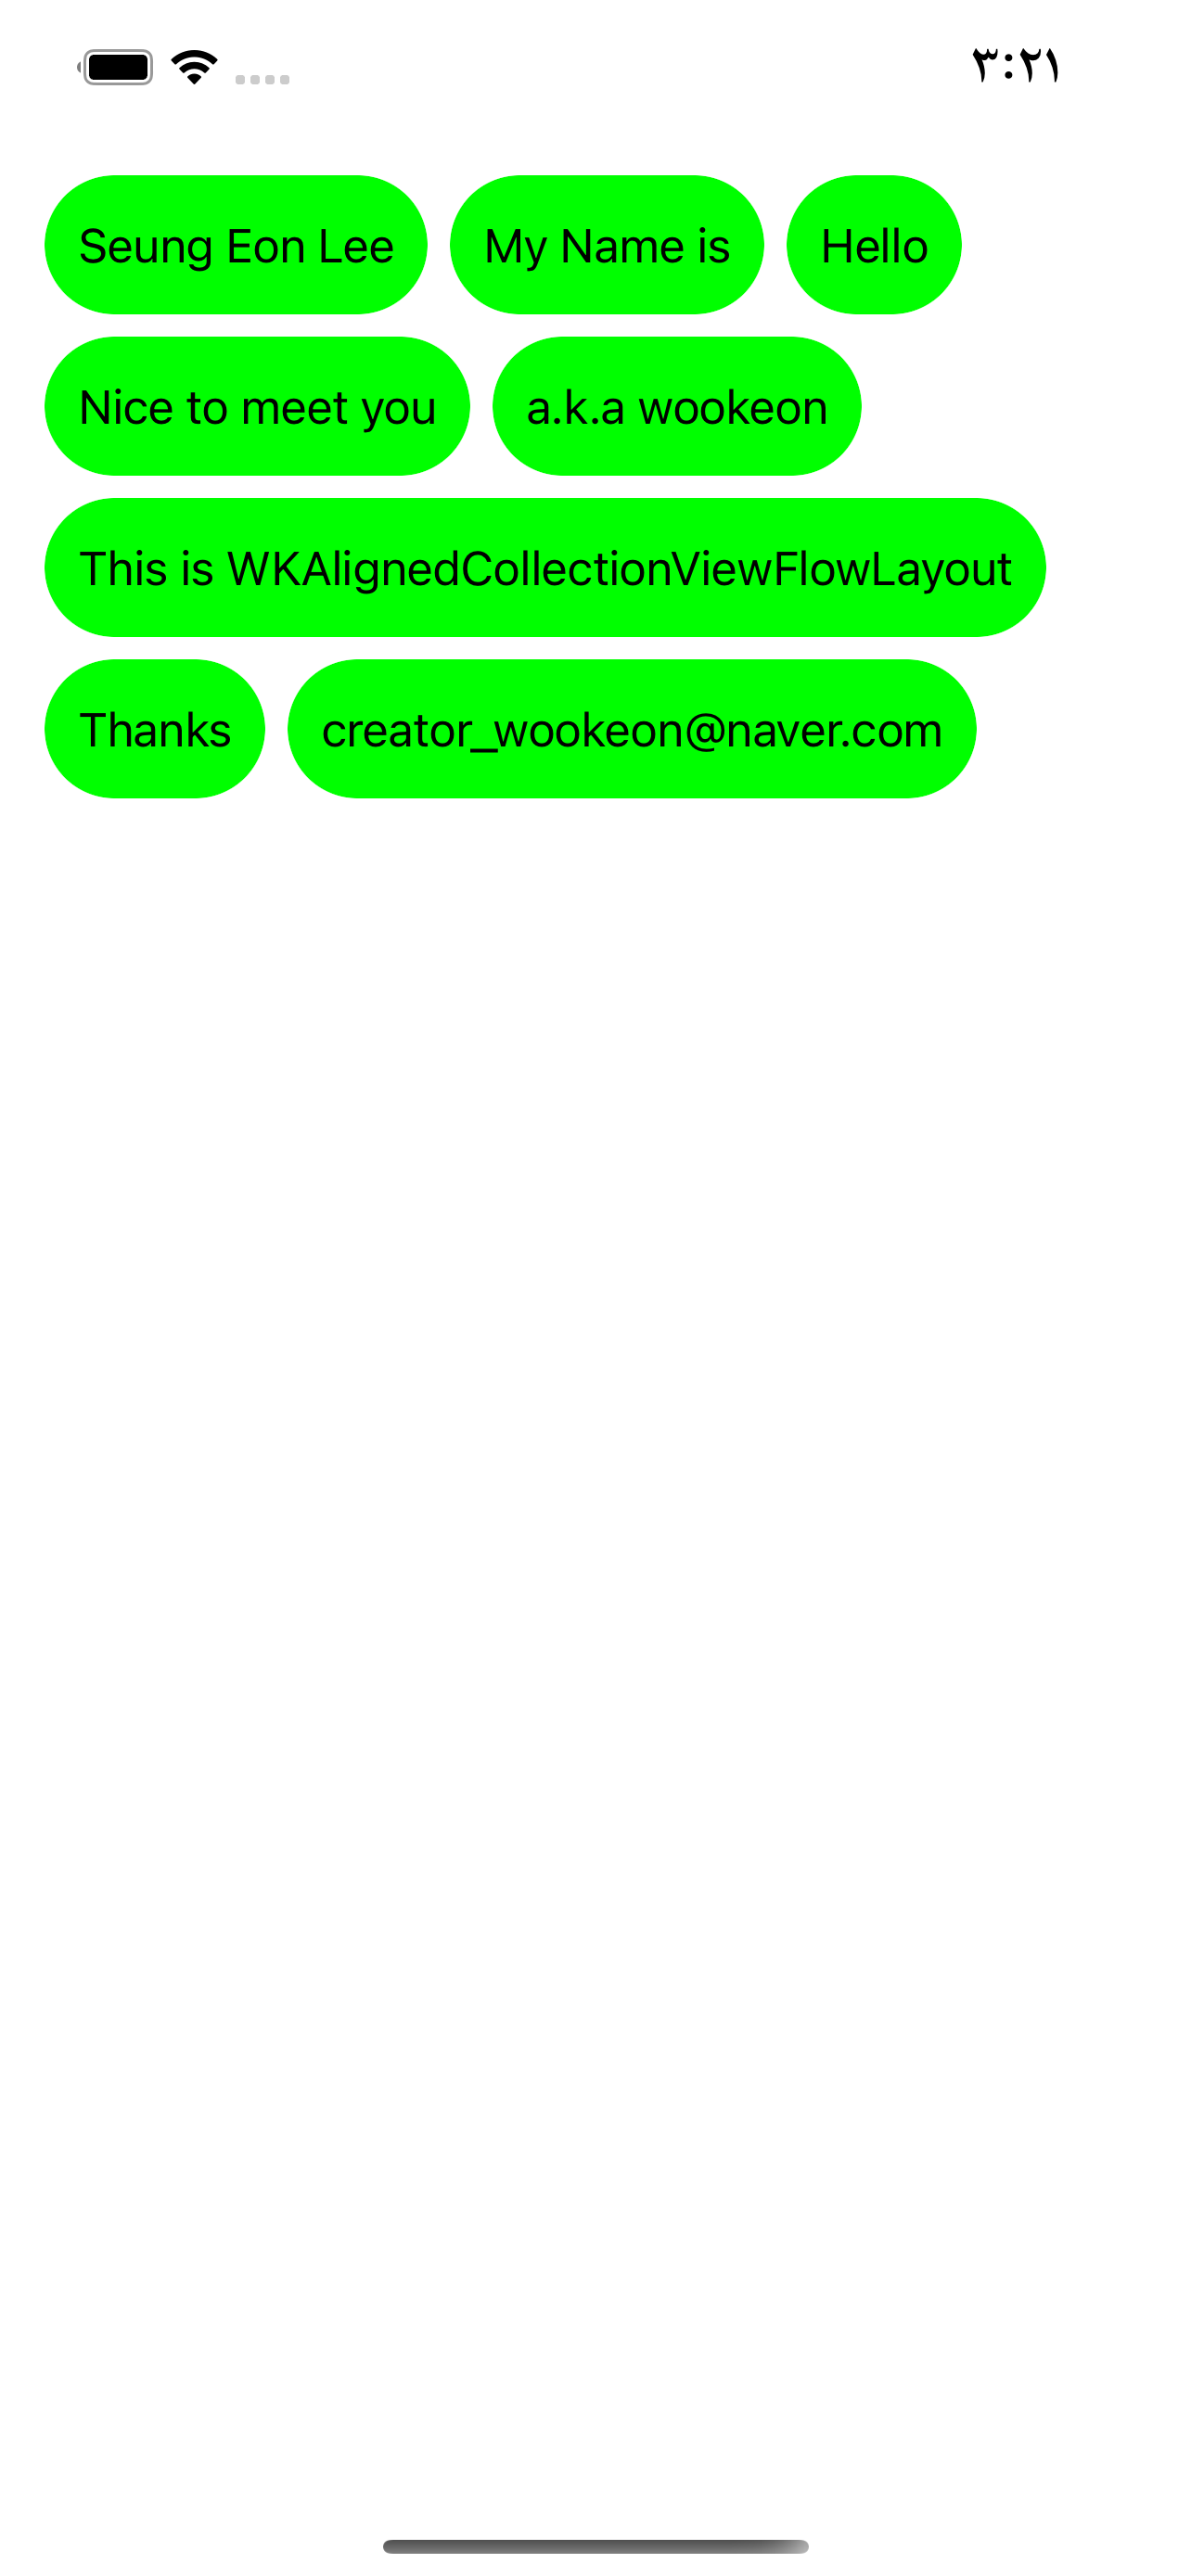 ٣:٢١
Seung Eon Lee My Name is Hello
Nice to meet you a.k.a wookeon
This is WKAlignedCollectionViewFlowLayout
Thanks creator_wookeon@naver.com